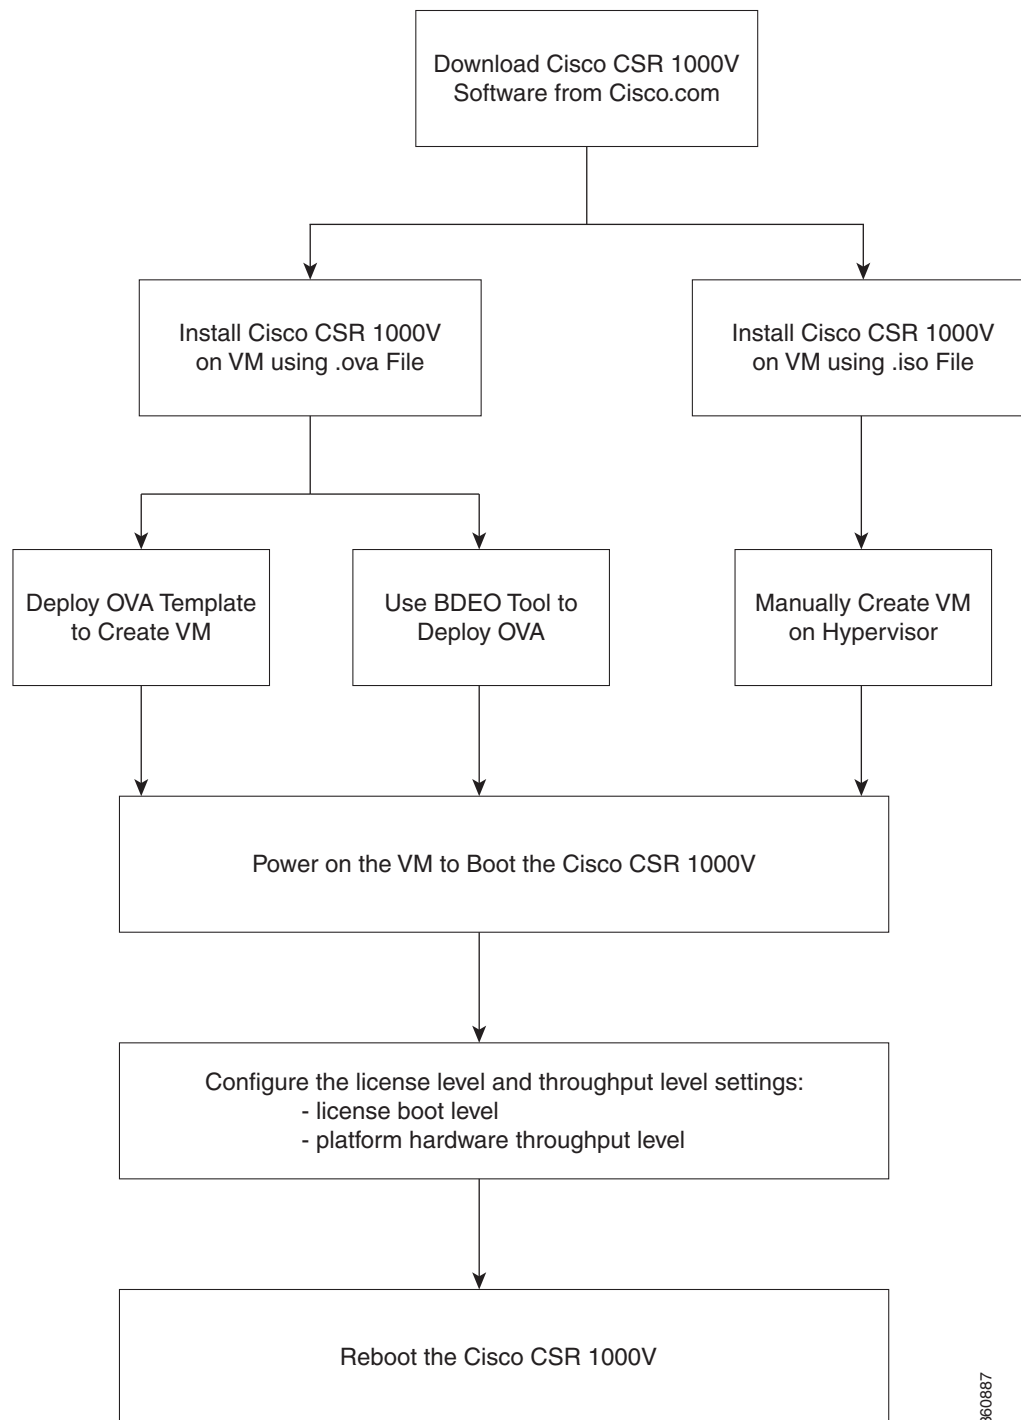 Download Cisco CSR 1000V
Software from Cisco.com
Install Cisco CSR 1000V
on VM using .ova File
Install Cisco CSR 1000V
on VM using .iso File
Deploy OVA Template
to Create VM
Use BDEO Tool to
Deploy OVA
Manually Create VM
on Hypervisor
Power on the VM to Boot the Cisco CSR 1000V
Configure the license level and throughput level settings:
- license boot level
- platform hardware throughput level
Reboot the Cisco CSR 1000V
360887